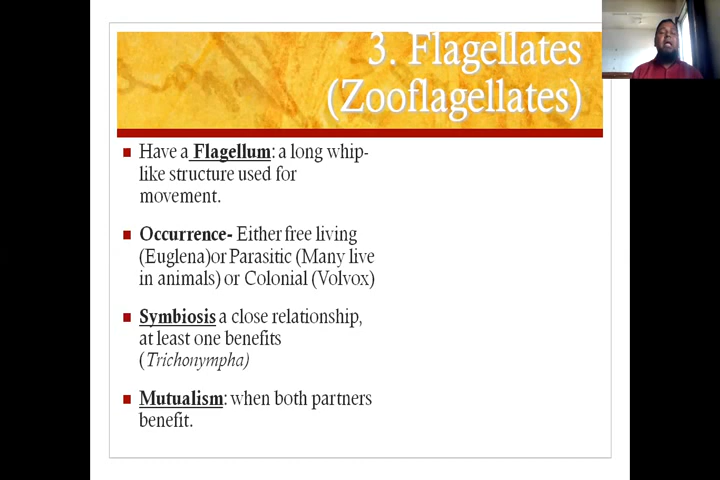 3. Flagellates
(Zooflagellates)
Have a Flagellum: a long whip-
like structure used for
movement.
Occurrence- Either free living
(Euglena)or Parasitic (Many live
in animals) or Colonial (Volvox)
Symbiosis a close relationship,
at least one benefits
(Trichonympha)
Mutualism: when both partners
benefit.